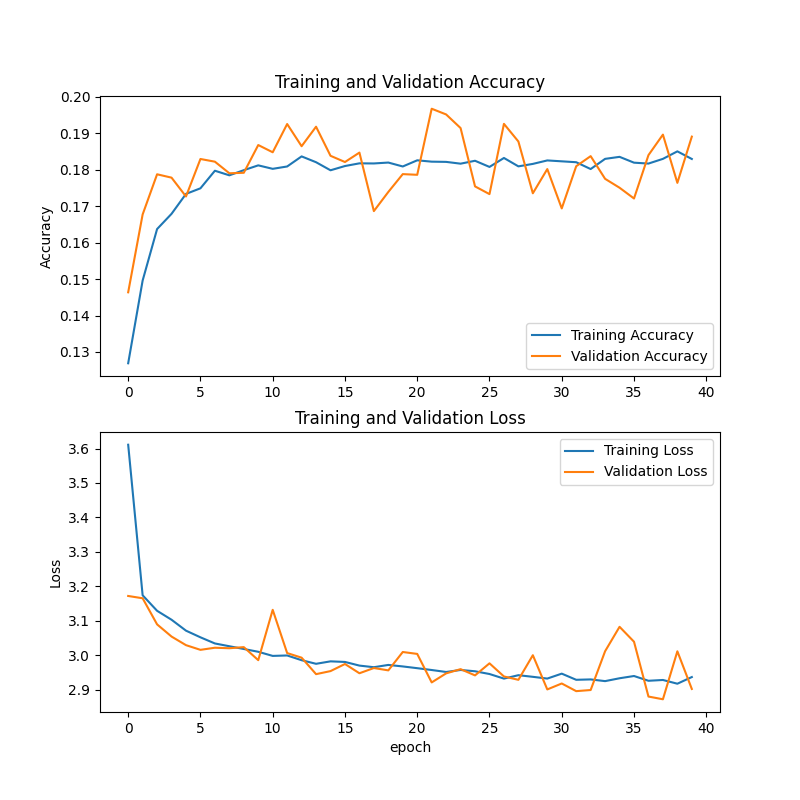 Training and Validation Accuracy
Accuracy
0.20
0.19
0.18
0.17
0.16
0.15
0.14
0.13
Training Accuracy
Validation Accuracy
0 5 10 15 20 25 30 35 40
Training and Validation Loss
Loss
3.6
3.5
3.4
3.3
3.2
3.1
3.0
2.9
Training Loss
Validation Loss
0 5 10 15 20 25 30 35 40
epoch